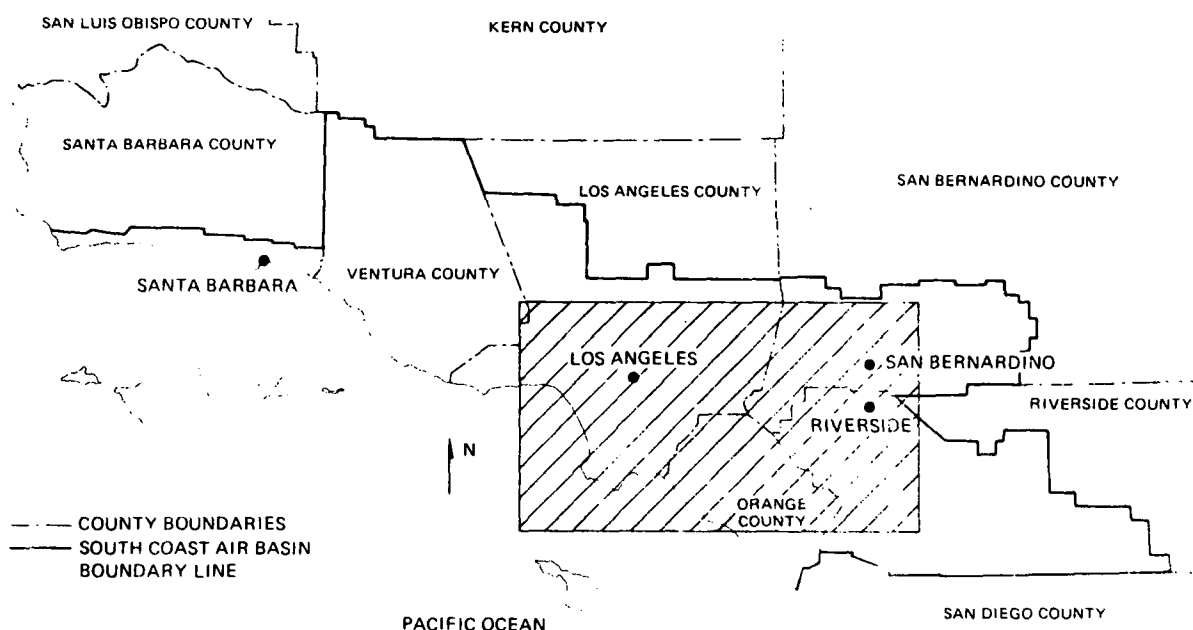 SAN LUIS OBISPO COUNTY
KERN COUNTY
SANTA BARBARA COUNTY
LOS ANGELES COUNTY
SAN BERNARDINO COUNTY
VENTURA COUNTY
SANTA BARBARA
LOS ANGELES
SAN BERNARDINO
RIVERSIDE COUNTY
RIVERSIDE
N
ORANGE
COUNTY
COUNTY BOUNDARIES
SOUTH COAST AIR BASIN
BOUNDARY LINE
SAN DIEGO COUNTY
PACIFIC OCEAN